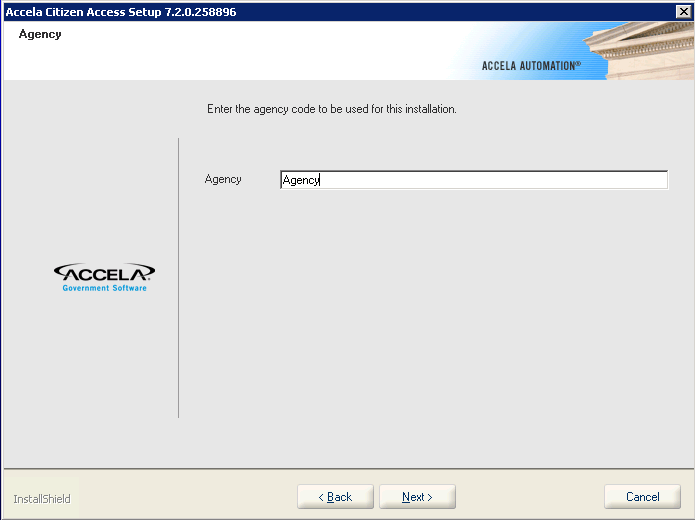 Accela Citizen Access Setup 7.2.0.258896
Agency
ACCELA AUTOMATION®
Enter the agency code to be used for this installation.
Agency
Agency
ACCELA®
Government Software
InstallShield
< Back
Next >
Cancel